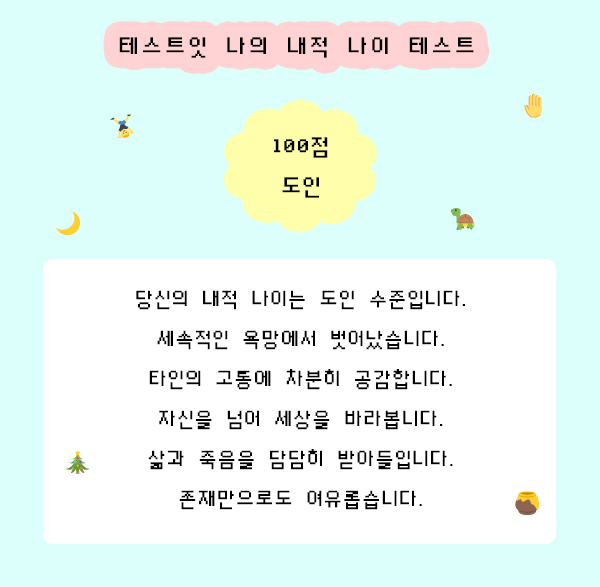 테스트잇 나의 내적 나이 테스트
100점
도인
당신의 내적 나이는 도인 수준입니다.
세속적인 욕망에서 벗어났습니다.
타인의 고통에 차분히 공감합니다.
자신을 넘어 세상을 바라봅니다.
삶과 죽음을 담담히 받아들입니다.
존재만으로도 여유롭습니다.